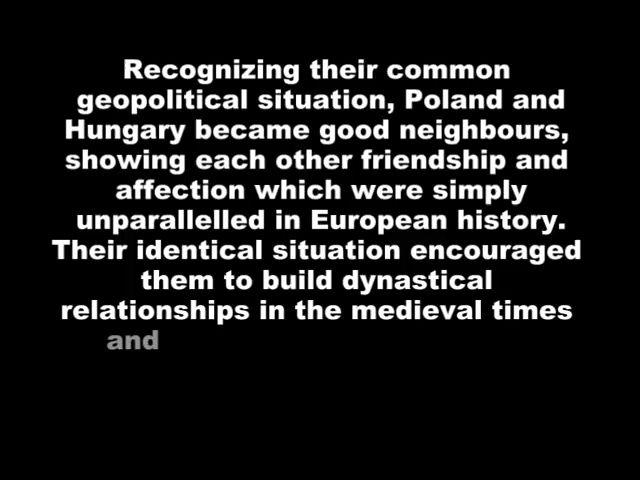 Recognizing their common
geopolitical situation, Poland and
Hungary became good neighbours,
showing each other friendship and
affection which were simply
unparallelled in European history.
Their identical situation encouraged
them to build dynastical
relationships in the medieval times
and